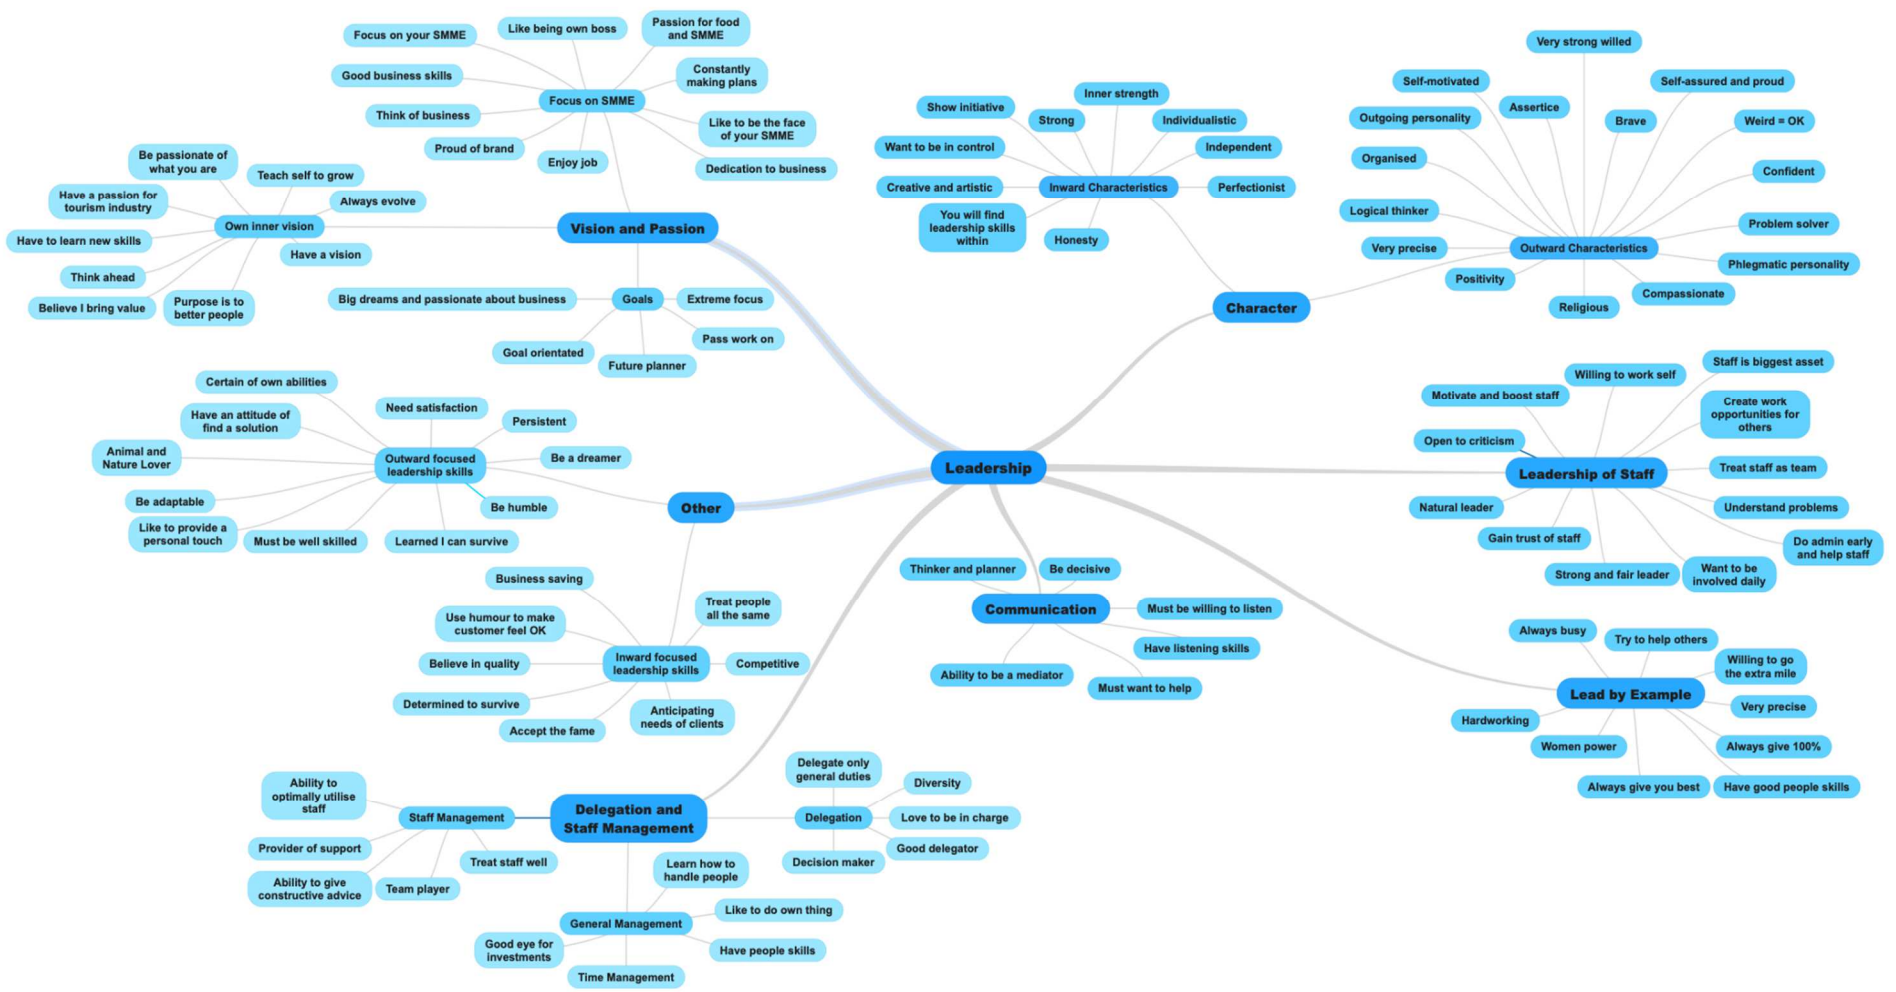 Focus on your SMME
Like being own boss
Passion for food
and SMME
Good business skills
Constantly
making plans
Focus on SMME
Think of business
Like to be the face
of your SMME
Proud of brand
Enjoy job
Dedication to business
Be passionate of
what you are
Teach self to grow
Have a passion for
tourism industry
Always evolve
Own inner vision
Have to learn new skills
Have a vision
Think ahead
Believe I bring value
Purpose is to
better people
Vision and Passion
Big dreams and passionate about business
Goals
Extreme focus
Pass work on
Goal orientated
Future planner
Show initiative
Inner strength
Strong
Individualistic
Want to be in control
Independent
Creative and artistic
Inward Characteristics
Perfectionist
You will find
leadership skills
within
Honesty
Character
Very strong willed
Self-motivated
Self-assured and proud
Assertice
Outgoing personality
Brave
Weird = OK
Organised
Confident
Logical thinker
Problem solver
Very precise
Outward Characteristics
Phlegmatic personality
Positivity
Compassionate
Religious
Certain of own abilities
Need satisfaction
Have an attitude of
find a solution
Persistent
Animal and
Nature Lover
Outward focused
leadership skills
Be a dreamer
Be adaptable
Be humble
Like to provide a
personal touch
Must be well skilled
Learned I can survive
Other
Leadership
Staff is biggest asset
Willing to work self
Motivate and boost staff
Create work
opportunities for
others
Open to criticism
Leadership of Staff
Treat staff as team
Natural leader
Understand problems
Gain trust of staff
Do admin early
and help staff
Strong and fair leader
Want to be
involved daily
Business saving
Treat people
all the same
Use humour to make
customer feel OK
Believe in quality
Inward focused
leadership skills
Competitive
Determined to survive
Anticipating
needs of clients
Accept the fame
Thinker and planner
Be decisive
Communication
Must be willing to listen
Have listening skills
Ability to be a mediator
Must want to help
Always busy
Try to help others
Willing to go
the extra mile
Lead by Example
Very precise
Hardworking
Women power
Always give 100%
Always give you best
Have good people skills
Ability to
optimally utilise
staff
Staff Management
Delegation and
Staff Management
Provider of support
Treat staff well
Ability to give
constructive advice
Team player
Delegate only
general duties
Diversity
Delegation
Love to be in charge
Good delegator
Decision maker
Learn how to
handle people
Like to do own thing
General Management
Good eye for
investments
Have people skills
Time Management